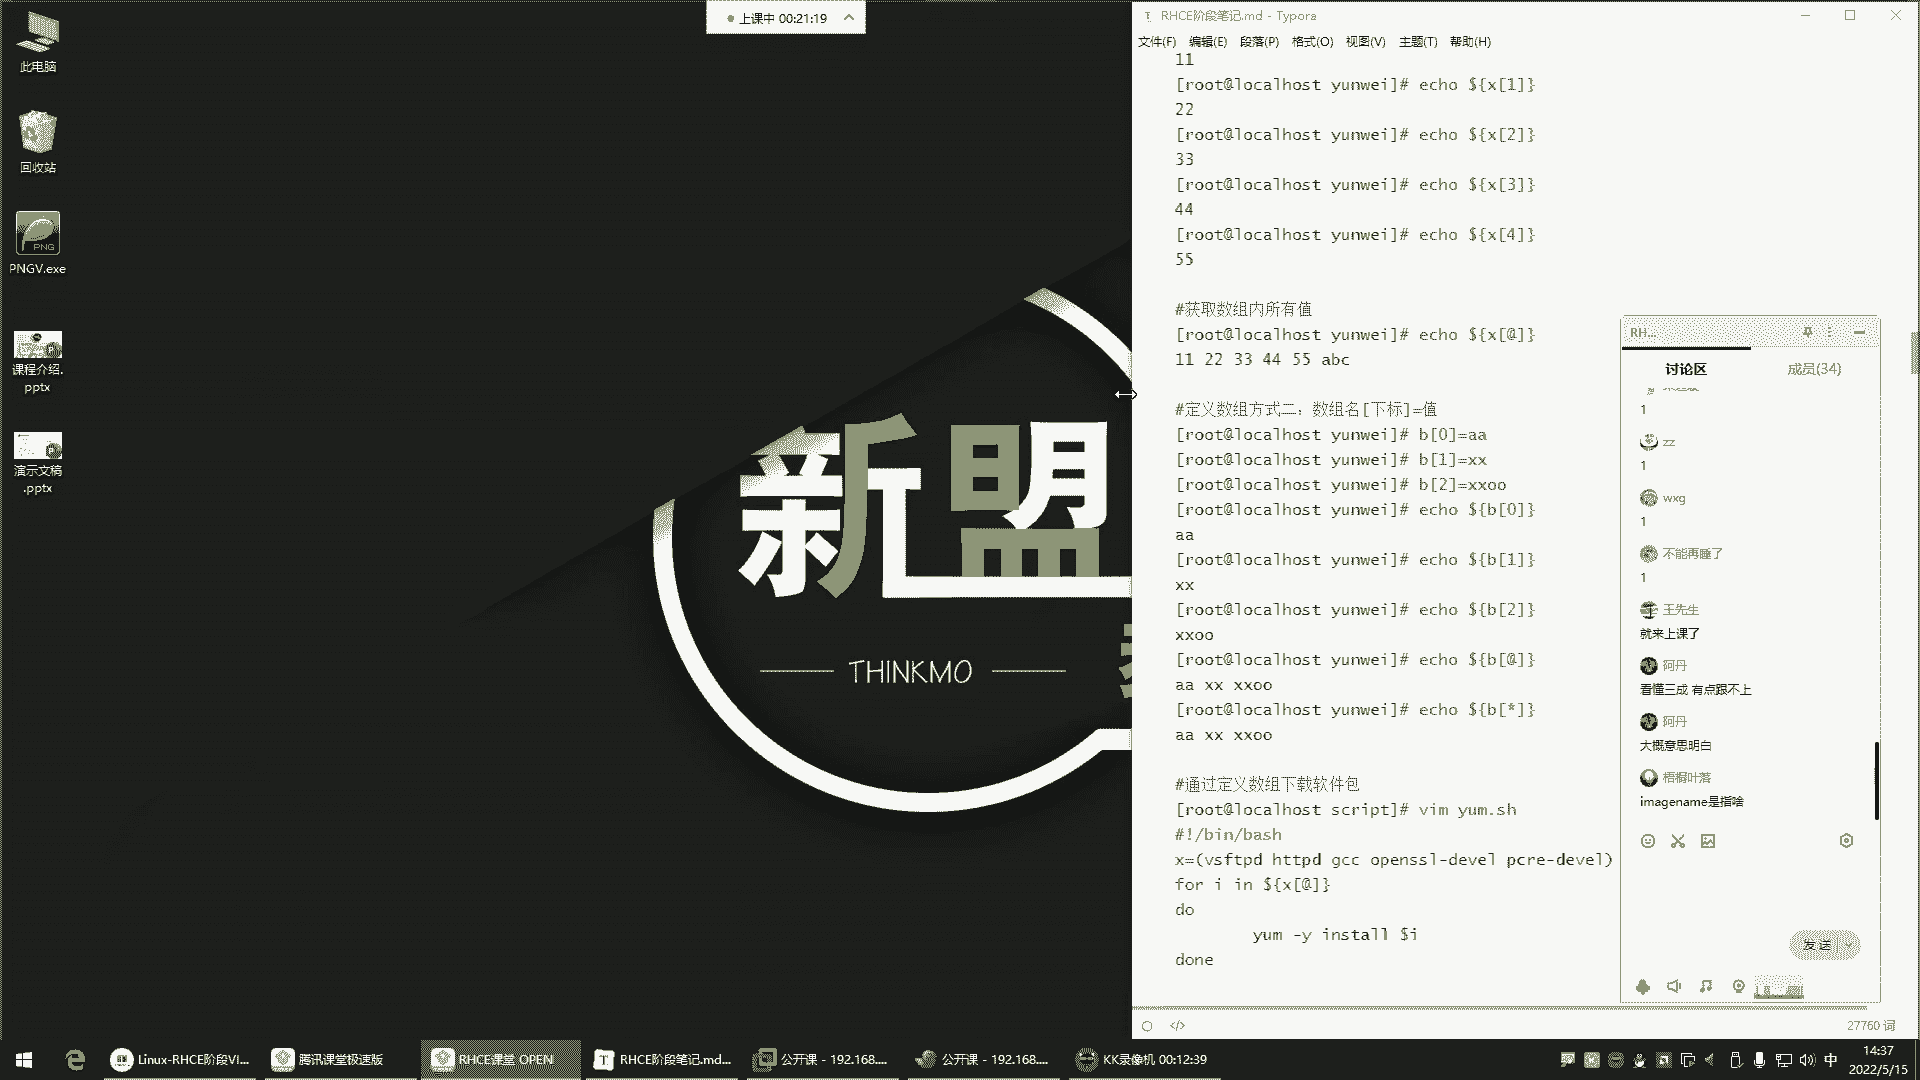 此电脑
回收站
PNG
PNGV.exe
课程介绍.
pptx
演示文稿
.pptx
上课中 00:21:19
新盟
THINKMO
RHCE阶段笔记.md - Typora
文件(F) 编辑(E) 段落(P) 格式(O) 视图(V) 主题(T) 帮助(H)
11
[root@localhost yunwei]# echo ${x[1]}
22
[root@localhost yunwei]# echo ${x[2]}
33
[root@localhost yunwei]# echo ${x[3]}
44
[root@localhost yunwei]# echo ${x[4]}
55
#获取数组内所有值
[root@localhost yunwei]# echo ${x[@]}
11 22 33 44 55 abc
#定义数组方式二：数组名[下标]=值
[root@localhost yunwei]# b[0]=aa
[root@localhost yunwei]# b[1]=xx
[root@localhost yunwei]# b[2]=xxoo
[root@localhost yunwei]# echo ${b[0]}
aa
[root@localhost yunwei]# echo ${b[1]}
xx
[root@localhost yunwei]# echo ${b[2]}
xxoo
[root@localhost yunwei]# echo ${b[@]}
aa xx xxoo
[root@localhost yunwei]# echo ${b[*]}
aa xx xxoo
#通过定义数组下载软件包
[root@localhost script]# vim yum.sh
#!/bin/bash
x=(vsftpd httpd gcc openssl-devel pcre-devel)
for i in ${x[@]}
do
yum -y install $i
done
27760 词
RH...
讨论区 成员(34)
1
zz
1
wxg
1
不能再睡了
1
王先生
就来上课了
阿丹
看懂三成 有点跟不上
阿丹
大概意思明白
梧桐叶落
imagename是指啥
发送
Linux-RHCE阶段VI...
腾讯课堂极速版
RHCE课堂 OPEN
RHCE阶段笔记.md...
公开课 - 192.168....
公开课 - 192.168....
KK录像机 00:12:39
中
14:37
2022/5/15